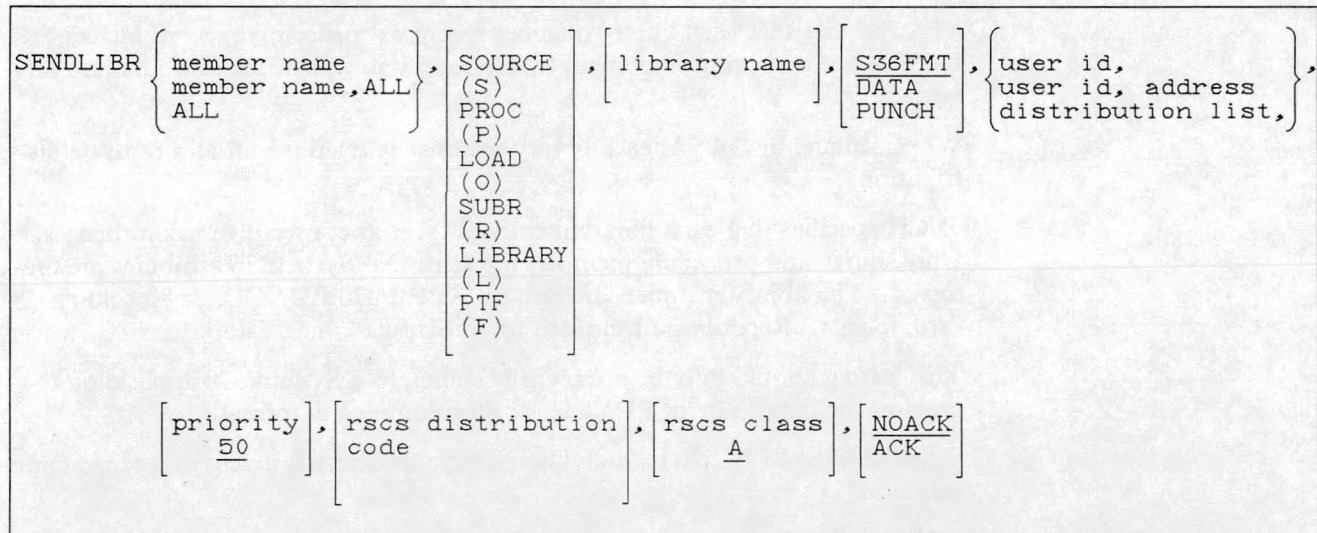 SENDLIBR member name , SOURCE , library name , S36FMT , user id, ,
member name,ALL (S) DATA user id, address
ALL PROC PUNCH distribution list,
(P)
LOAD
(O)
SUBR
(R)
LIBRARY
(L)
PTF
(F)
priority , rscs distribution , rscs class , NOACK
50 code A ACK